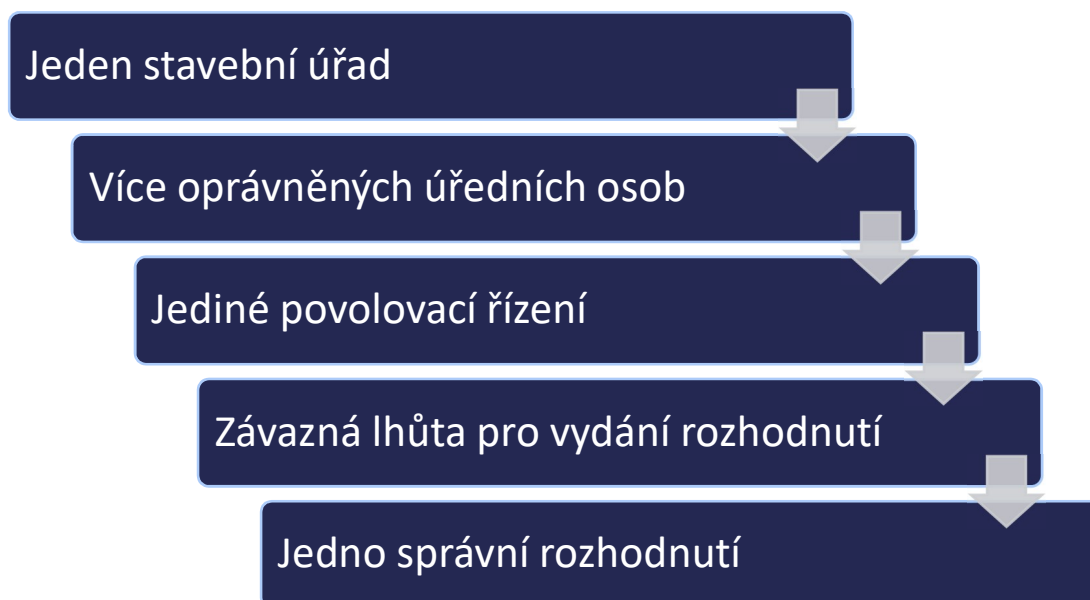 Jeden stavební úřad
Více oprávněných úředních osob
Jediné povolovací řízení
Závazná lhůta pro vydání rozhodnutí
Jedno správní rozhodnutí